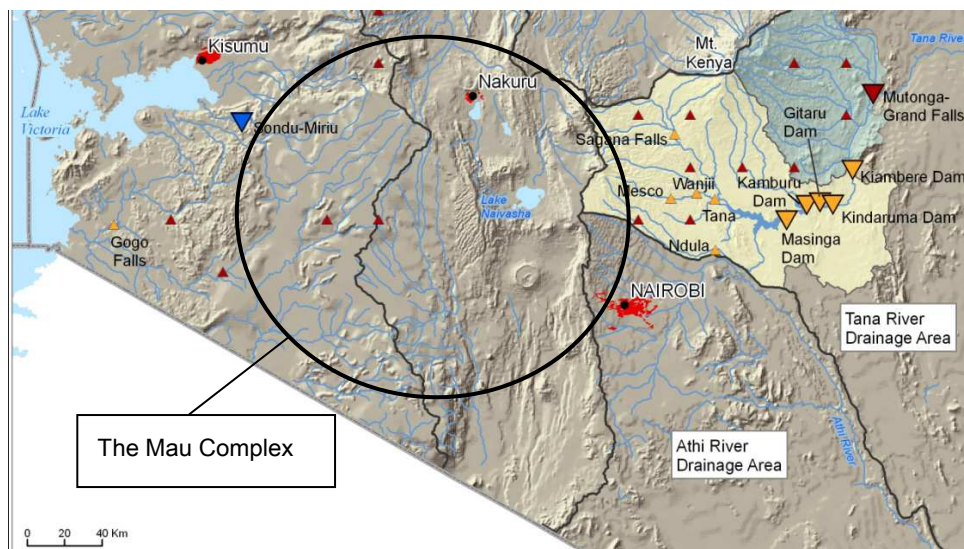 Kisumu
Mt.
Kenya
Tana River
Nakuru
Lake
Victoria
Sondu-Miriu
Gitaru
Dam
Mutonga-
Grand Falls
Sagana Falls
Mesco
Wanjii
Kamburu
Dam
Kiambere Dam
Lake
Naivasha
Tana
Kindaruma Dam
Gogo
Falls
Ndula
Masinga
Dam
NAIROBI
Tana River
Drainage Area
The Mau Complex
Athi River
Drainage Area
Athi River
0 20 40 Km